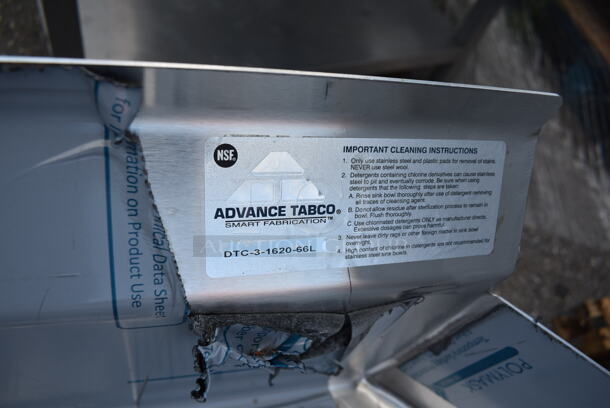 NSF
ADVANCE TABCO®
SMART FABRICATION™
DTC-3-1620-66L
IMPORTANT CLEANING INSTRUCTIONS
1. Only use stainless steel and plastic pads for removal of stains.
NEVER use steel wool.
2. Detergents containing chlorine derivatives can cause stainless
steel to pit and eventually corrode. Be sure when using
detergents that the following steps are taken:
A. Rinse sink bowl thoroughly after use of detergent removing
all traces of cleansing agent.
B. Do not allow residue after sterilization process to remain in
bowl. Flush thoroughly.
C. Use chlorinated detergents ONLY as manufacturer directs.
Excessive dosages can prove harmful.
3. Never leave dirty rags or other foreign matter in sink bowl
overnight.
4. High content of chlorine in detergents are not recommended for
stainless steel sink bowls.
mation on Product Use
Data Sheet
POLYMASK